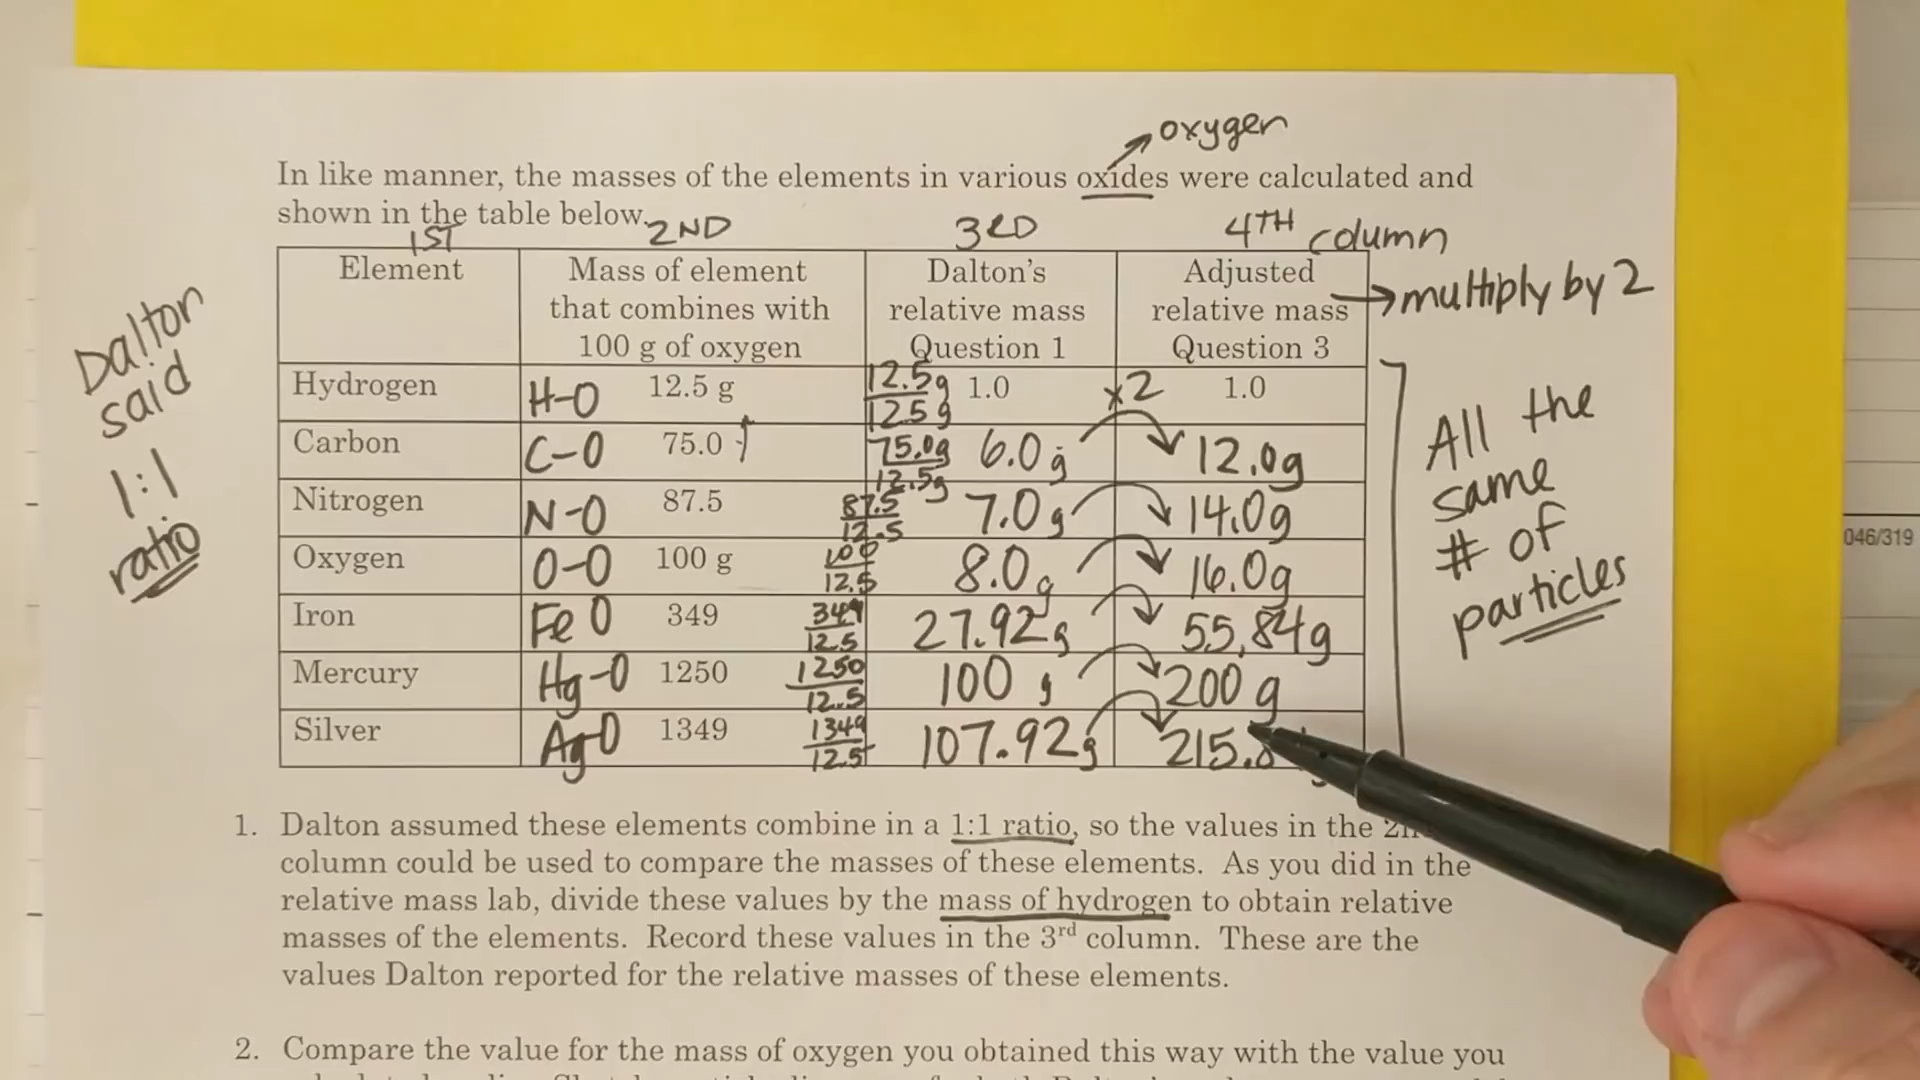 oxygen
In like manner, the masses of the elements in various oxides were calculated and
shown in the table below.
1ST 2ND 3RD 4TH column
Element Mass of element that combines with 100 g of oxygen Dalton's relative mass Question 1 Adjusted relative mass Question 3 → multiply by 2
Hydrogen H-O 12.5 g 12.5g/12.5g 1.0 x2 1.0
Carbon C-O 75.0 75.0g/12.5g 6.0g 12.0g
Nitrogen N-O 87.5 87.5/12.5 7.0g 14.0g
Oxygen O-O 100 g 100/12.5 8.0g 16.0g
Iron Fe O 349 349/12.5 27.92g 55.84g
Mercury Hg-O 1250 1250/12.5 100 g 200g
Silver Ag-O 1349 1349/12.5 107.92g
Dalton
said
1:1
ratio
All the
same
# of
particles
046/319
1. Dalton assumed these elements combine in a 1:1 ratio, so the values in the
column could be used to compare the masses of these elements. As you did in the
relative mass lab, divide these values by the mass of hydrogen to obtain relative
masses of the elements. Record these values in the 3rd column. These are the
values Dalton reported for the relative masses of these elements.
2. Compare the value for the mass of oxygen you obtained this way with the value you